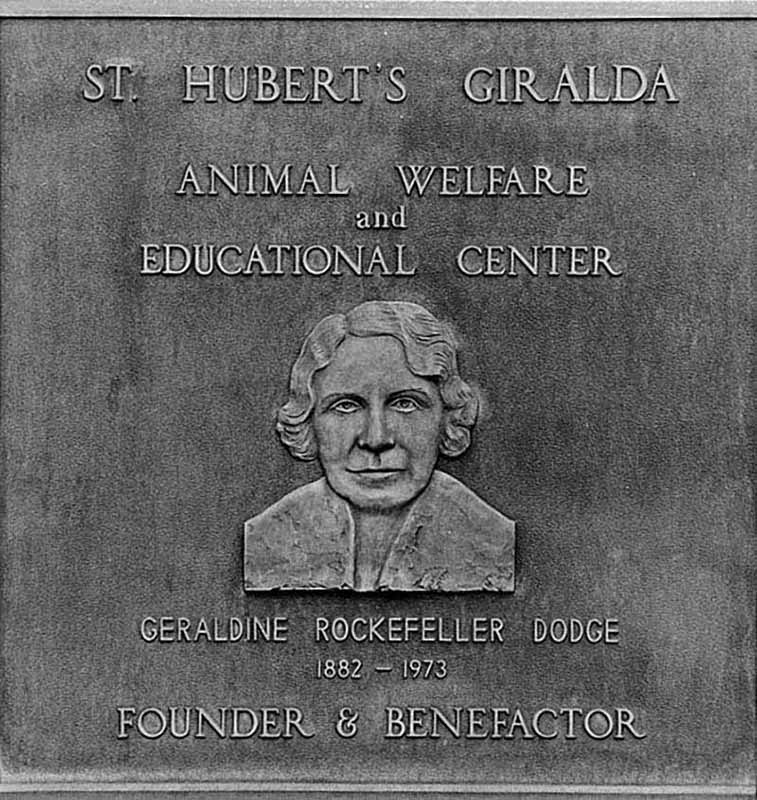 ST. HUBERT'S GIRALDA
ANIMAL WELFARE
and
EDUCATIONAL CENTER
GERALDINE ROCKEFELLER DODGE
1882 – 1973
FOUNDER & BENEFACTOR